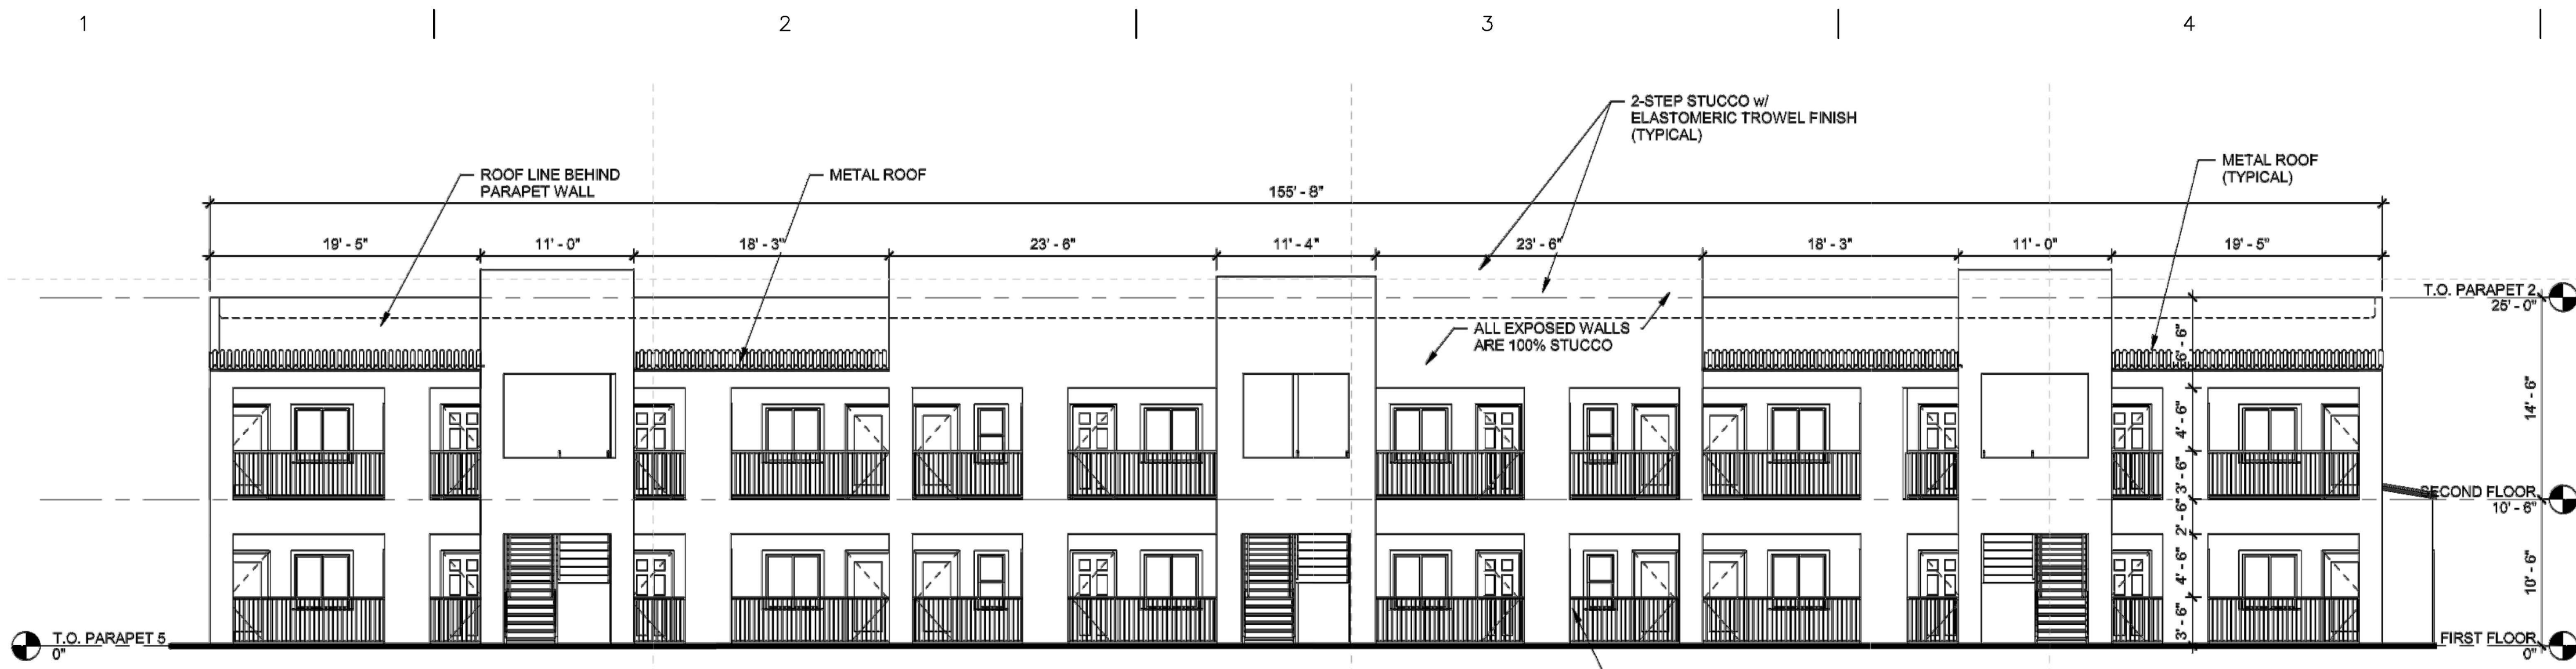 1
2
3
4
2-STEP STUCCO w/
ELASTOMERIC TROWEL FINISH
(TYPICAL)
ROOF LINE BEHIND
PARAPET WALL
METAL ROOF
METAL ROOF
(TYPICAL)
155' - 8"
19' - 5"
11' - 0"
18' - 3"
23' - 6"
11' - 4"
23' - 6"
18' - 3"
11' - 0"
19' - 5"
T.O. PARAPET 2
25' - 0"
ALL EXPOSED WALLS
ARE 100% STUCCO
6' - 6"
4' - 6"
3' - 6"
2' - 6"
4' - 6"
3' - 6"
14' - 6"
10' - 6"
SECOND FLOOR
10' - 6"
T.O. PARAPET 5
0"
FIRST FLOOR
0"